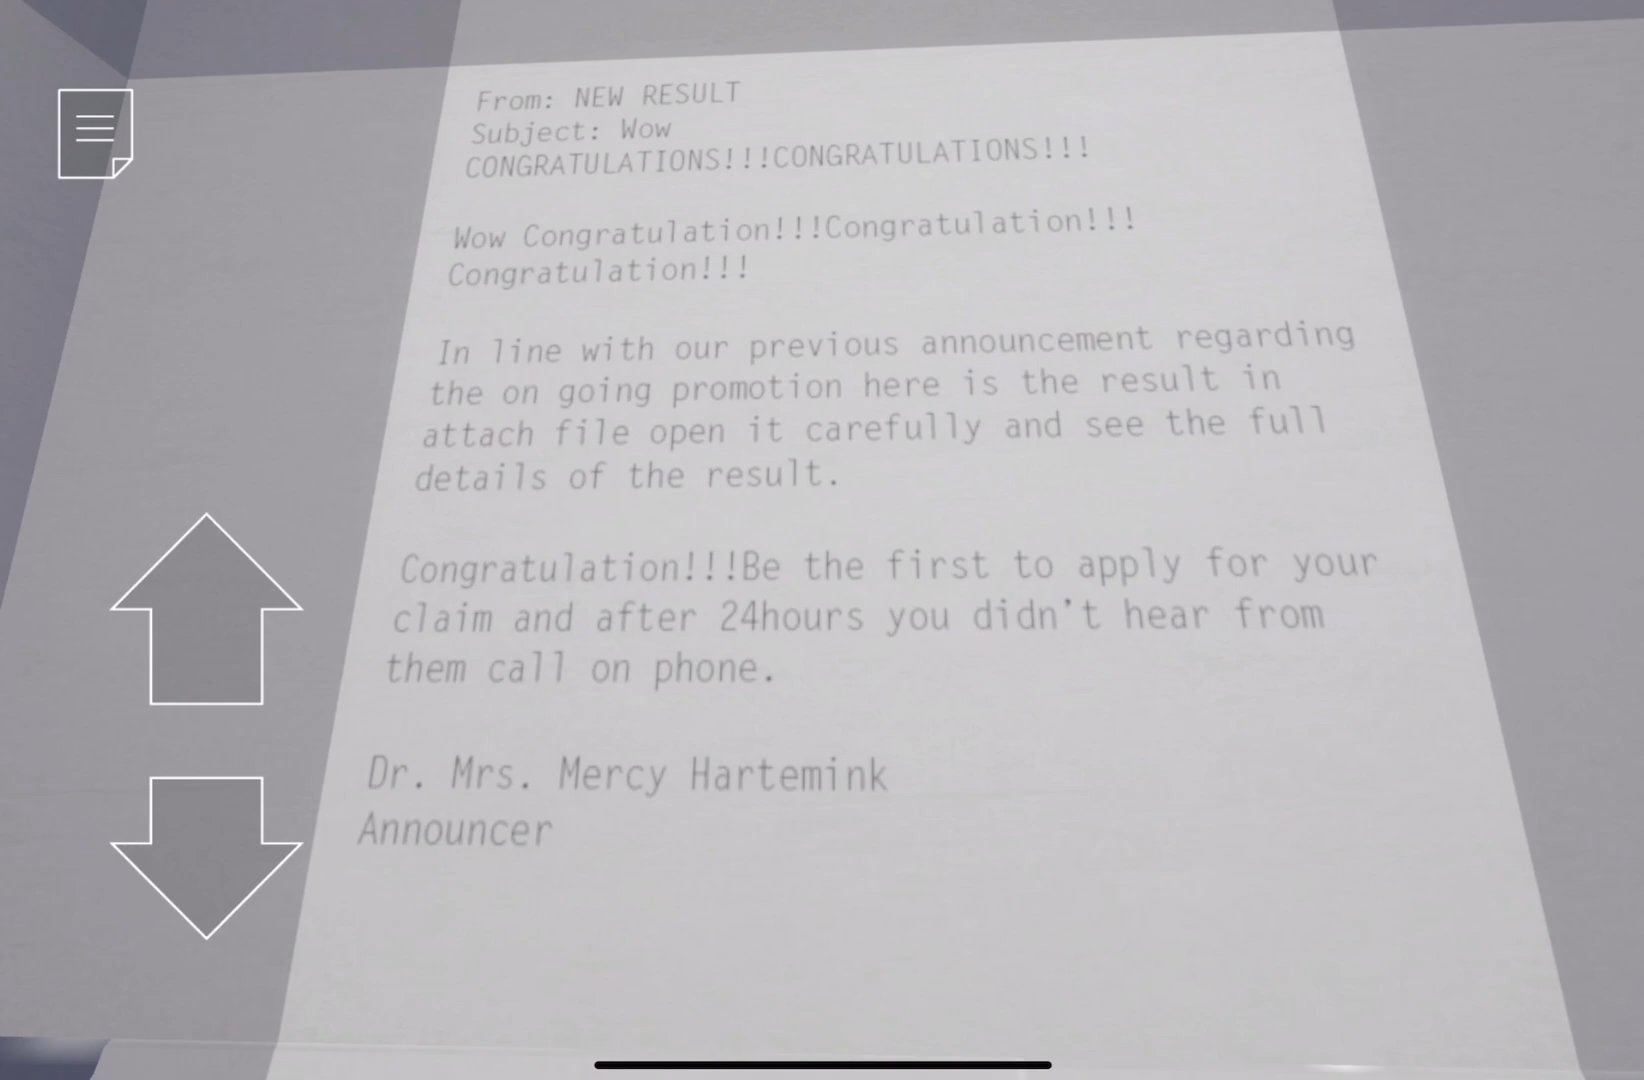 From: NEW RESULT
Subject: Wow
CONGRATULATIONS!!!CONGRATULATIONS!!!
Wow Congratulation!!!Congratulation!!!
Congratulation!!!
In line with our previous announcement regarding
the on going promotion here is the result in
attach file open it carefully and see the full
details of the result.
Congratulation!!!Be the first to apply for your
claim and after 24hours you didn't hear from
them call on phone.
Dr. Mrs. Mercy Hartemink
Announcer